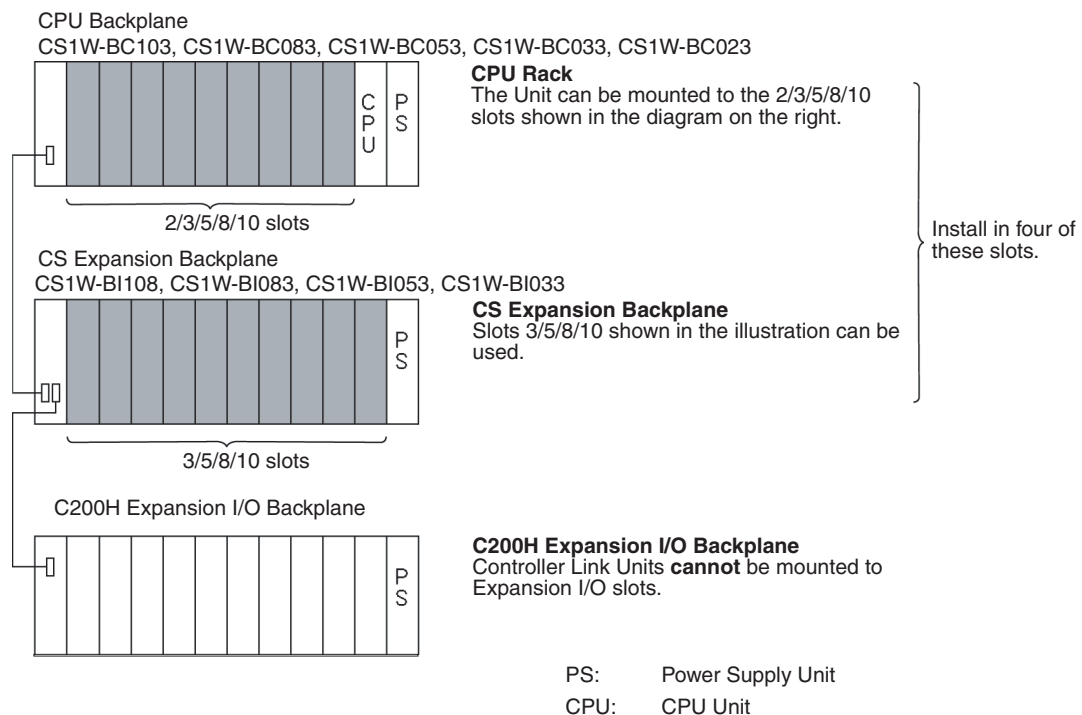 CPU Backplane
CS1W-BC103, CS1W-BC083, CS1W-BC053, CS1W-BC033, CS1W-BC023
CPU Rack
The Unit can be mounted to the 2/3/5/8/10
slots shown in the diagram on the right.
C
P
U
P
S
2/3/5/8/10 slots
Install in four of
these slots.
CS Expansion Backplane
CS1W-BI108, CS1W-BI083, CS1W-BI053, CS1W-BI033
CS Expansion Backplane
Slots 3/5/8/10 shown in the illustration can be
used.
P
S
3/5/8/10 slots
C200H Expansion I/O Backplane
C200H Expansion I/O Backplane
Controller Link Units cannot be mounted to
Expansion I/O slots.
P
S
PS: Power Supply Unit
CPU: CPU Unit